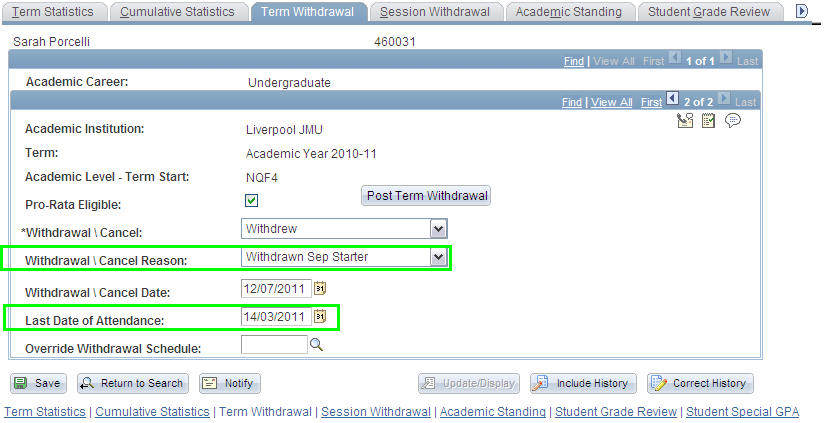 Term Statistics Cumulative Statistics Term Withdrawal Session Withdrawal Academic Standing Student Grade Review
Sarah Porcelli 460031
Find | View All First 1 of 1 Last
Academic Career: Undergraduate
Find | View All First 2 of 2 Last
Academic Institution: Liverpool JMU
Term: Academic Year 2010-11
Academic Level - Term Start: NQF4
Pro-Rata Eligible: Post Term Withdrawal
*Withdrawal \ Cancel: Withdrew
Withdrawal \ Cancel Reason: Withdrawn Sep Starter
Withdrawal \ Cancel Date: 12/07/2011 31
Last Date of Attendance: 14/03/2011 31
Override Withdrawal Schedule:
Save Return to Search Notify Update/Display Include History Correct History
Term Statistics | Cumulative Statistics | Term Withdrawal | Session Withdrawal | Academic Standing | Student Grade Review | Student Special GPA